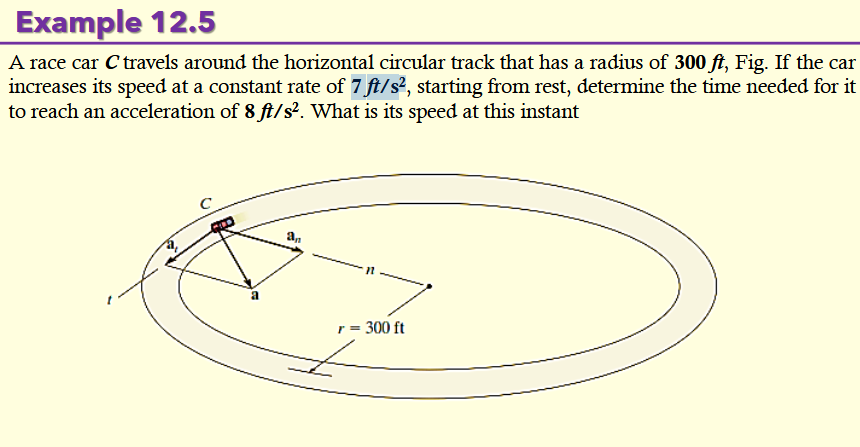 Example 12.5
A race car C travels around the horizontal circular track that has a radius of 300 ft, Fig. If the car
increases its speed at a constant rate of 7 ft/s², starting from rest, determine the time needed for it
to reach an acceleration of 8 ft/s². What is its speed at this instant
C
aₜ
aₙ
n
t
a
r = 300 ft